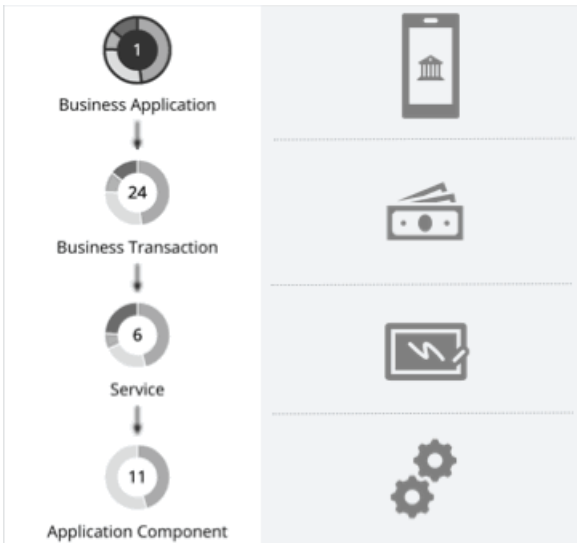 1
Business Application
24
Business Transaction
6
Service
11
Application Component